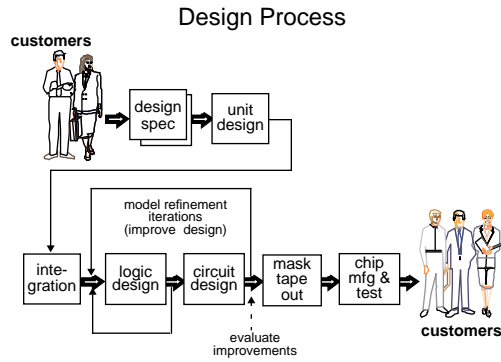 Design Process
customers
design
spec
unit
design
model refinement
iterations
(improve design)
inte-
gration
logic
design
circuit
design
mask
tape
out
chip
mfg &
test
evaluate
improvements
customers